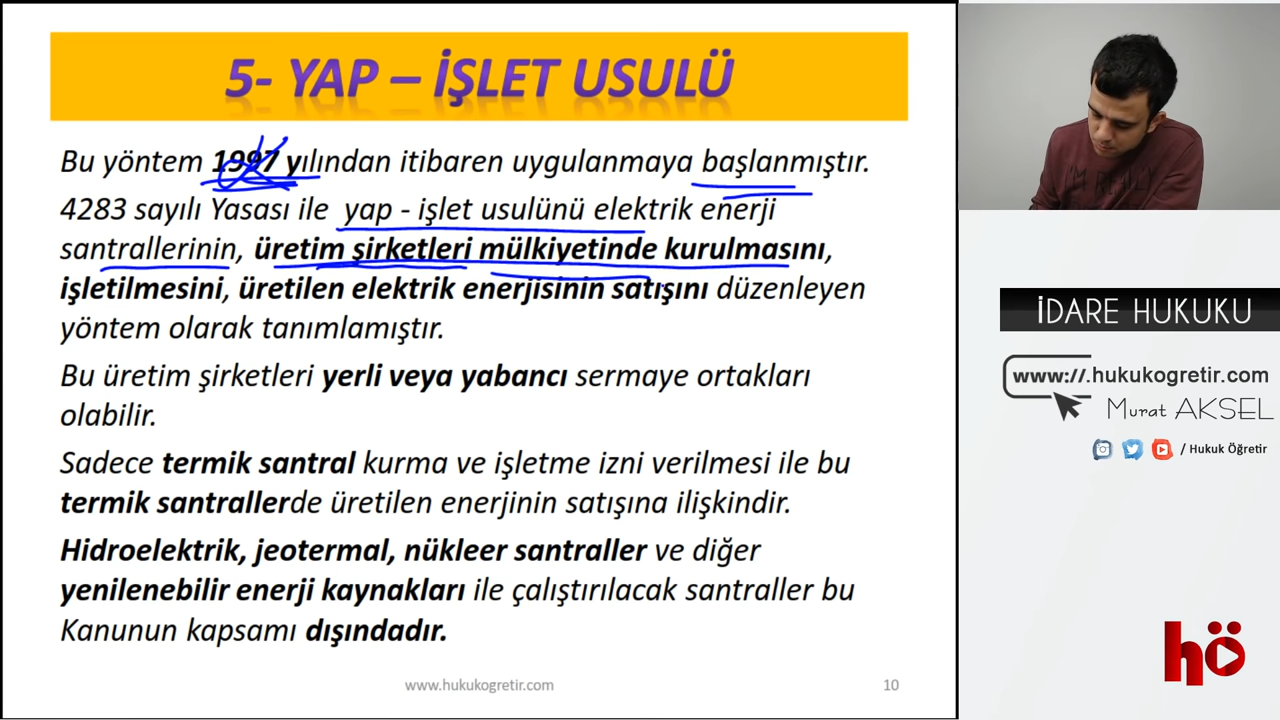 5- YAP – İŞLET USULÜ
Bu yöntem 1997 yılından itibaren uygulanmaya başlanmıştır.
4283 sayılı Yasası ile yap - işlet usulünü elektrik enerji
santrallerinin, üretim şirketleri mülkiyetinde kurulmasını,
işletilmesini, üretilen elektrik enerjisinin satışını düzenleyen
yöntem olarak tanımlamıştır.
Bu üretim şirketleri yerli veya yabancı sermaye ortakları
olabilir.
Sadece termik santral kurma ve işletme izni verilmesi ile bu
termik santrallerde üretilen enerjinin satışına ilişkindir.
Hidroelektrik, jeotermal, nükleer santraller ve diğer
yenilenebilir enerji kaynakları ile çalıştırılacak santraller bu
Kanunun kapsamı dışındadır.
www.hukukogretir.com
10
İDARE HUKUKU
www://.hukukogretir.com
Murat AKSEL
/ Hukuk Öğretir
hö